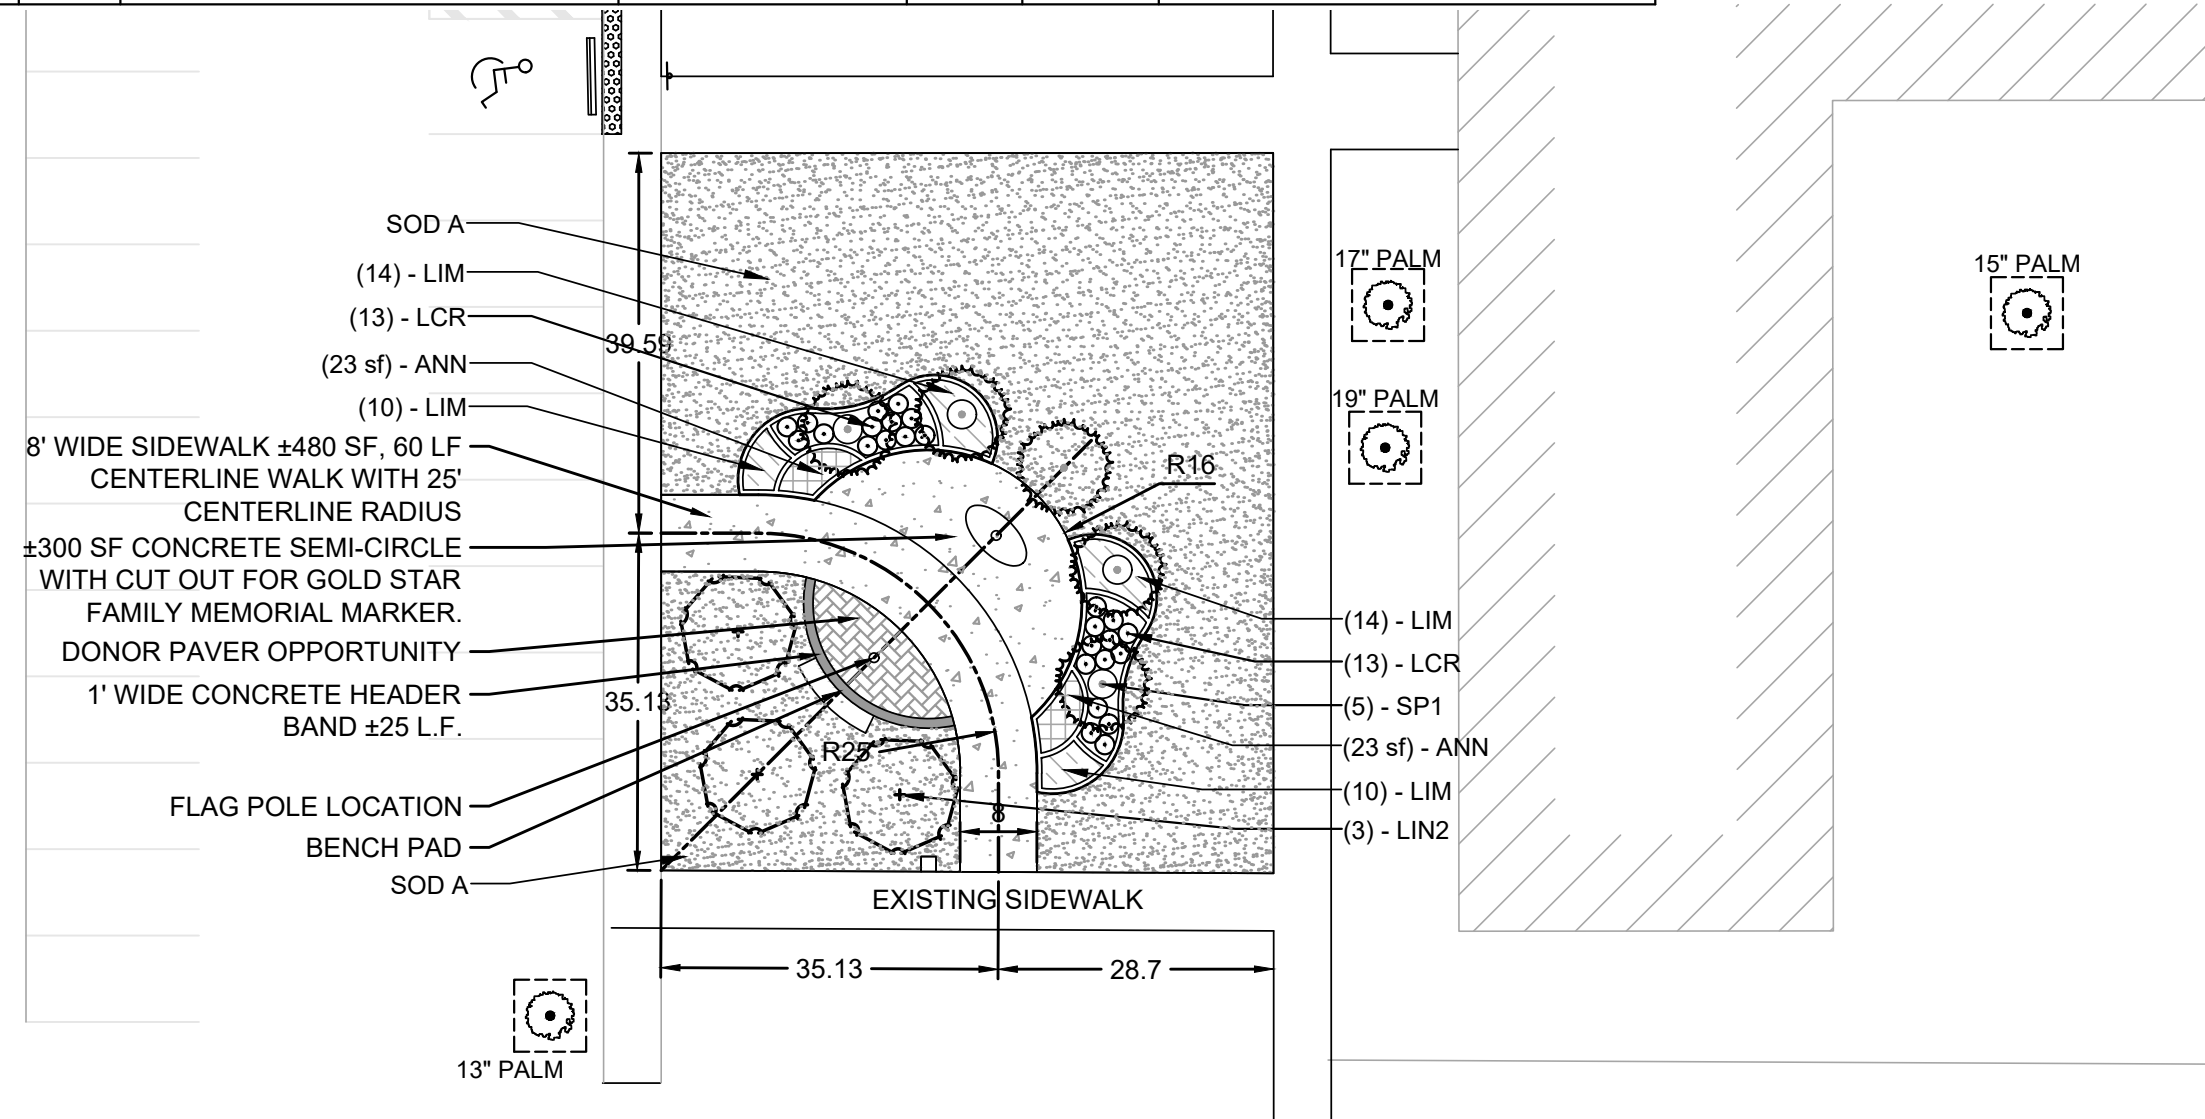 SOD A
(14) - LIM
(13) - LCR
(23 sf) - ANN
(10) - LIM
8' WIDE SIDEWALK ±480 SF, 60 LF
CENTERLINE WALK WITH 25'
CENTERLINE RADIUS
±300 SF CONCRETE SEMI-CIRCLE
WITH CUT OUT FOR GOLD STAR
FAMILY MEMORIAL MARKER.
DONOR PAVER OPPORTUNITY
1' WIDE CONCRETE HEADER
BAND ±25 L.F.
FLAG POLE LOCATION
BENCH PAD
SOD A
13" PALM
39.59
35.13
R16
R25
8
EXISTING SIDEWALK
35.13
28.7
17" PALM
19" PALM
15" PALM
(14) - LIM
(13) - LCR
(5) - SP1
(23 sf) - ANN
(10) - LIM
(3) - LIN2